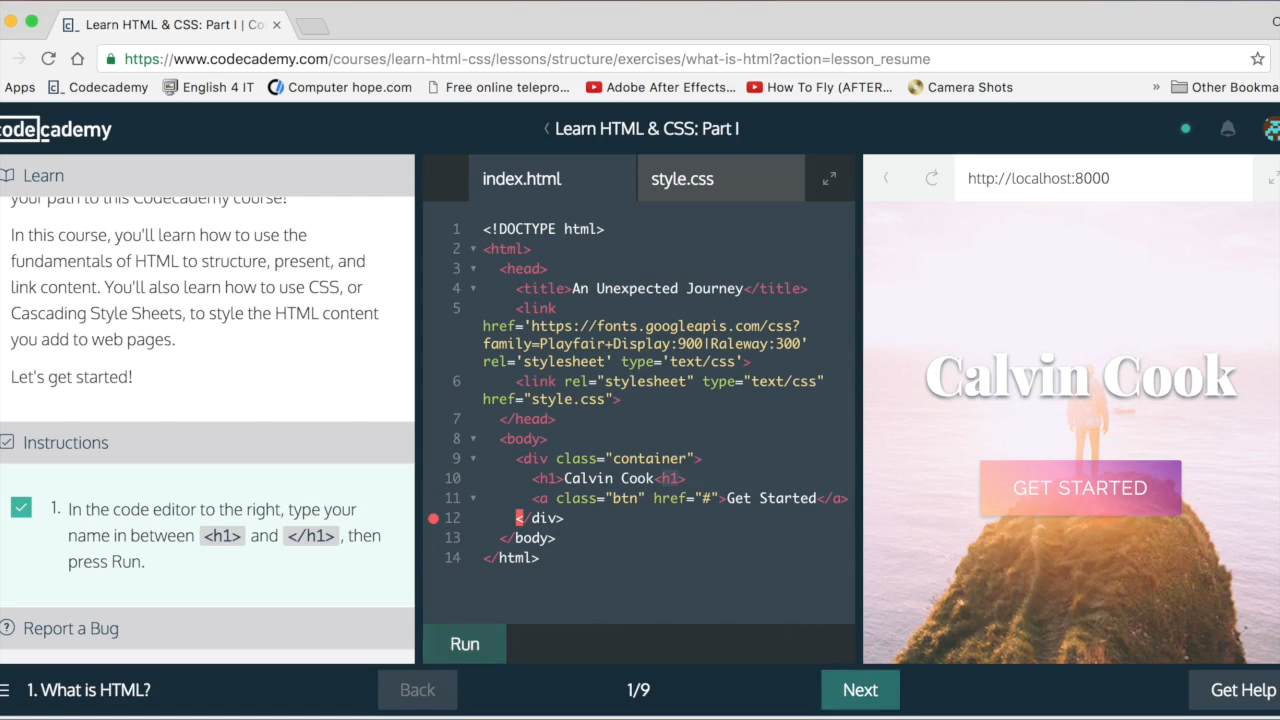 Learn HTML & CSS: Part I | Co
https://www.codecademy.com/courses/learn-html-css/lessons/structure/exercises/what-is-html?action=lesson_resume
Apps Codecademy English 4 IT Computer hope.com Free online telepro... Adobe After Effects... How To Fly (AFTER... Camera Shots » Other Bookma
codecademy
Learn HTML & CSS: Part I
Learn
your path to this Codecademy course!
In this course, you'll learn how to use the
fundamentals of HTML to structure, present, and
link content. You'll also learn how to use CSS, or
Cascading Style Sheets, to style the HTML content
you add to web pages.
Let's get started!
Instructions
1. In the code editor to the right, type your
name in between <h1> and </h1>, then
press Run.
Report a Bug
index.html style.css
1 <!DOCTYPE html>
2 <html>
3 <head>
4 <title>An Unexpected Journey</title>
5 <link
href='https://fonts.googleapis.com/css?
family=Playfair+Display:900|Raleway:300'
rel='stylesheet' type='text/css'>
6 <link rel="stylesheet" type="text/css"
href="style.css">
7 </head>
8 <body>
9 <div class="container">
10 <h1>Calvin Cook<h1>
11 <a class="btn" href="#">Get Started</a>
12 </div>
13 </body>
14 </html>
Run
http://localhost:8000
Calvin Cook
GET STARTED
1. What is HTML?
Back
1/9
Next
Get Help